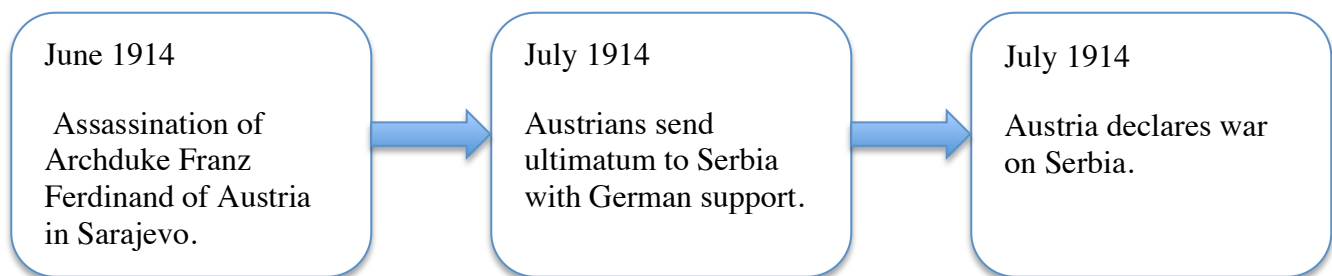 June 1914
Assassination of
Archduke Franz
Ferdinand of Austria
in Sarajevo.
July 1914
Austrians send
ultimatum to Serbia
with German support.
July 1914
Austria declares war
on Serbia.